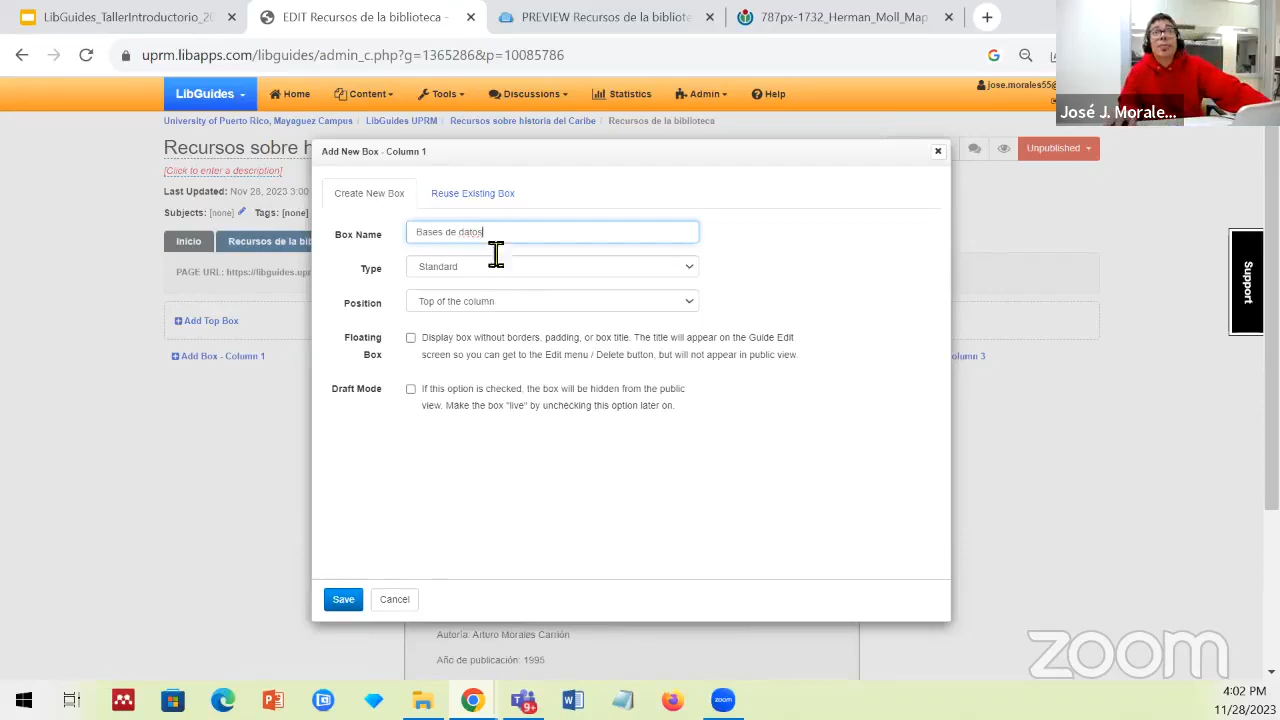 LibGuides_TallerIntroductorio_20
EDIT Recursos de la biblioteca –
PREVIEW Recursos de la bibliote
787px-1732_Herman_Moll_Map
uprm.libapps.com/libguides/admin_c.php?g=1365286&p=10085786
LibGuides
Home
Content
Tools
Discussions
Statistics
Admin
Help
jose.morales55@
University of Puerto Rico, Mayaguez Campus / LibGuides UPRM / Recursos sobre historia del Caribe / Recursos de la biblioteca
José J. Morale...
Recursos sobre h
Unpublished
[Click to enter a description]
Last Updated: Nov 28, 2023 3:00
Subjects: [none] Tags: [none]
Inicio
Recursos de la bib
PAGE URL: https://libguides.upr
Add Top Box
Add Box - Column 1
olumn 3
Support
Add New Box - Column 1
Create New Box
Reuse Existing Box
Box Name
Bases de datos
Type
Standard
Position
Top of the column
Floating
Box
Display box without borders, padding, or box title. The title will appear on the Guide Edit
screen so you can get to the Edit menu / Delete button, but will not appear in public view.
Draft Mode
If this option is checked, the box will be hidden from the public
view. Make the box "live" by unchecking this option later on.
Save
Cancel
Autoría: Arturo Morales Carrión
Año de publicación: 1995
zoom
9+
zoom
4:02 PM
11/28/2023